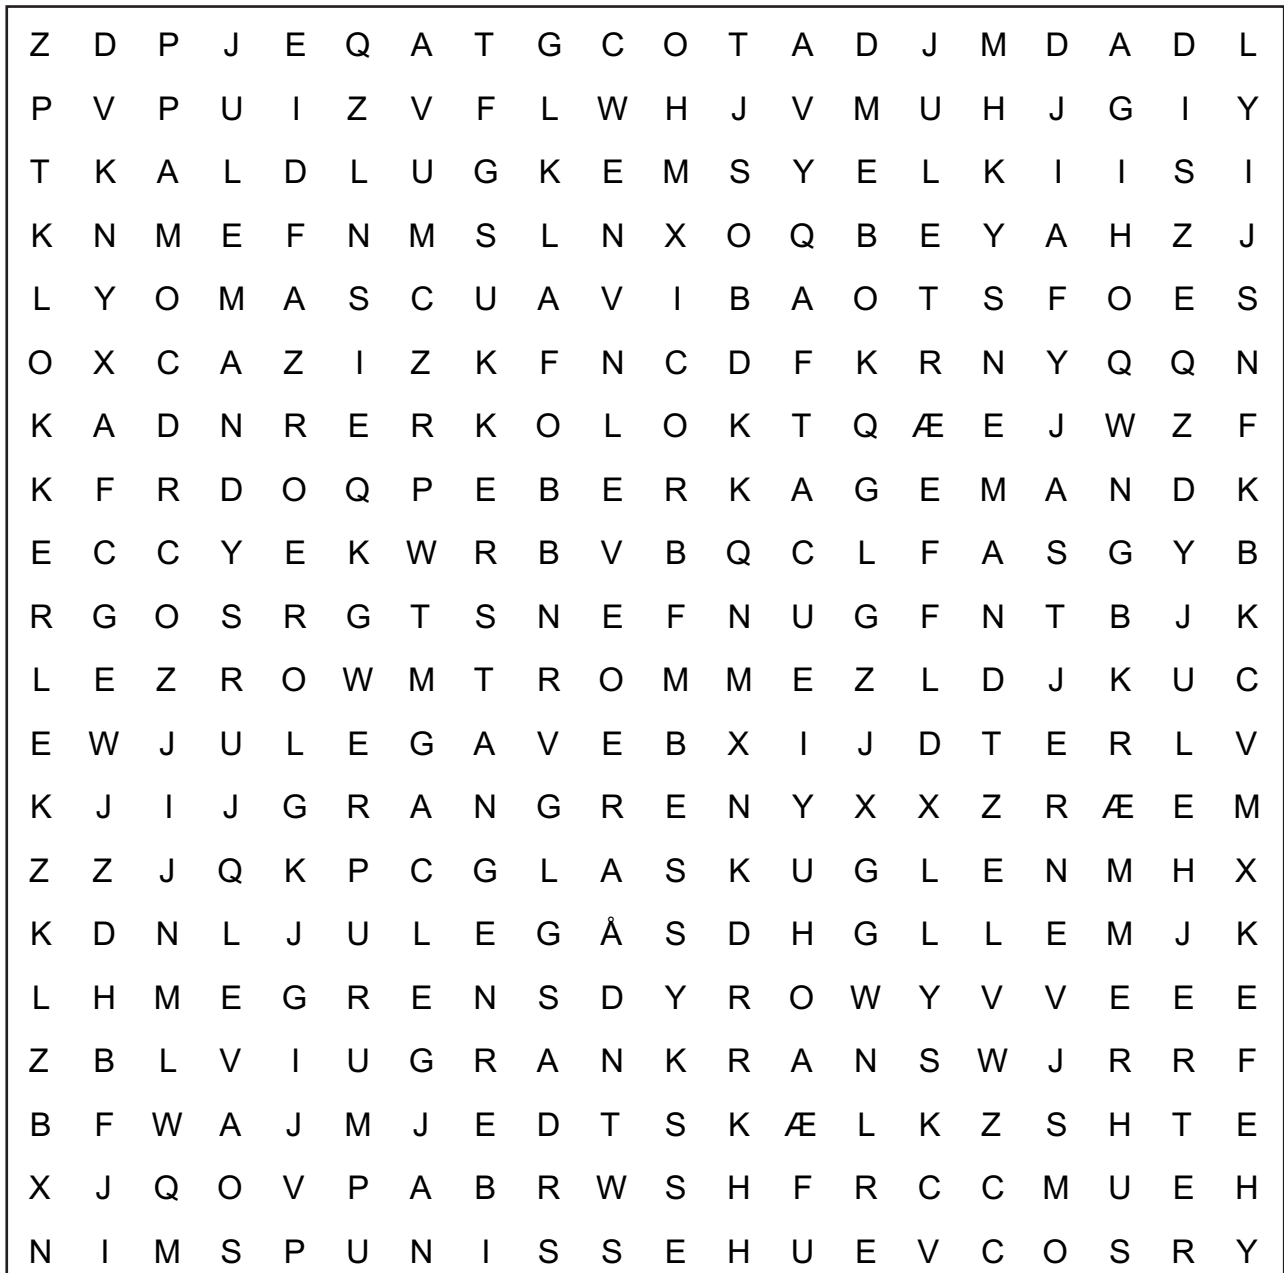 Z D P J E Q A T G C O T A D J M D A D L
P V P U I Z V F L W H J V M U H J G I Y
T K A L D L U G K E M S Y E L K I I S I
K N M E F N M S L N X O Q B E Y A H Z J
L Y O M A S C U A V I B A O T S F O E S
O X C A Z I Z K F N C D F K R N Y Q Q N
K A D N R E R K O L O K T Q Æ E J W Z F
K F R D O Q P E B E R K A G E M A N D K
E C C Y E K W R B V B Q C L F A S G Y B
R G O S R G T S N E F N U G F N T B J K
L E Z R O W M T R O M M E Z L D J K U C
E W J U L E G A V E B X I J D T E R L V
K J I J G R A N G R E N Y X X Z R Æ E M
Z Z J Q K P C G L A S K U G L E N M H X
K D N L J U L E G Å S D H G L L E M J K
L H M E G R E N S D Y R O W Y V V E E E
Z B L V I U G R A N K R A N S W J R R F
B F W A J M J E D T S K Æ L K Z S H T E
X J Q O V P A B R W S H F R C C M U E H
N I M S P U N I S S E H U E V C O S R Y